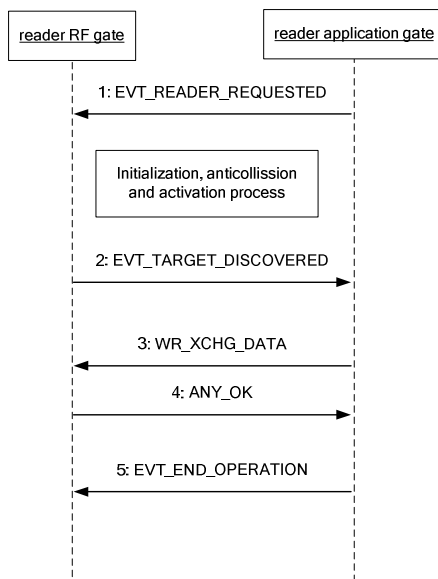 reader RF gate
reader application gate
1: EVT_READER_REQUESTED
Initialization, anticollission
and activation process
2: EVT_TARGET_DISCOVERED
3: WR_XCHG_DATA
4: ANY_OK
5: EVT_END_OPERATION